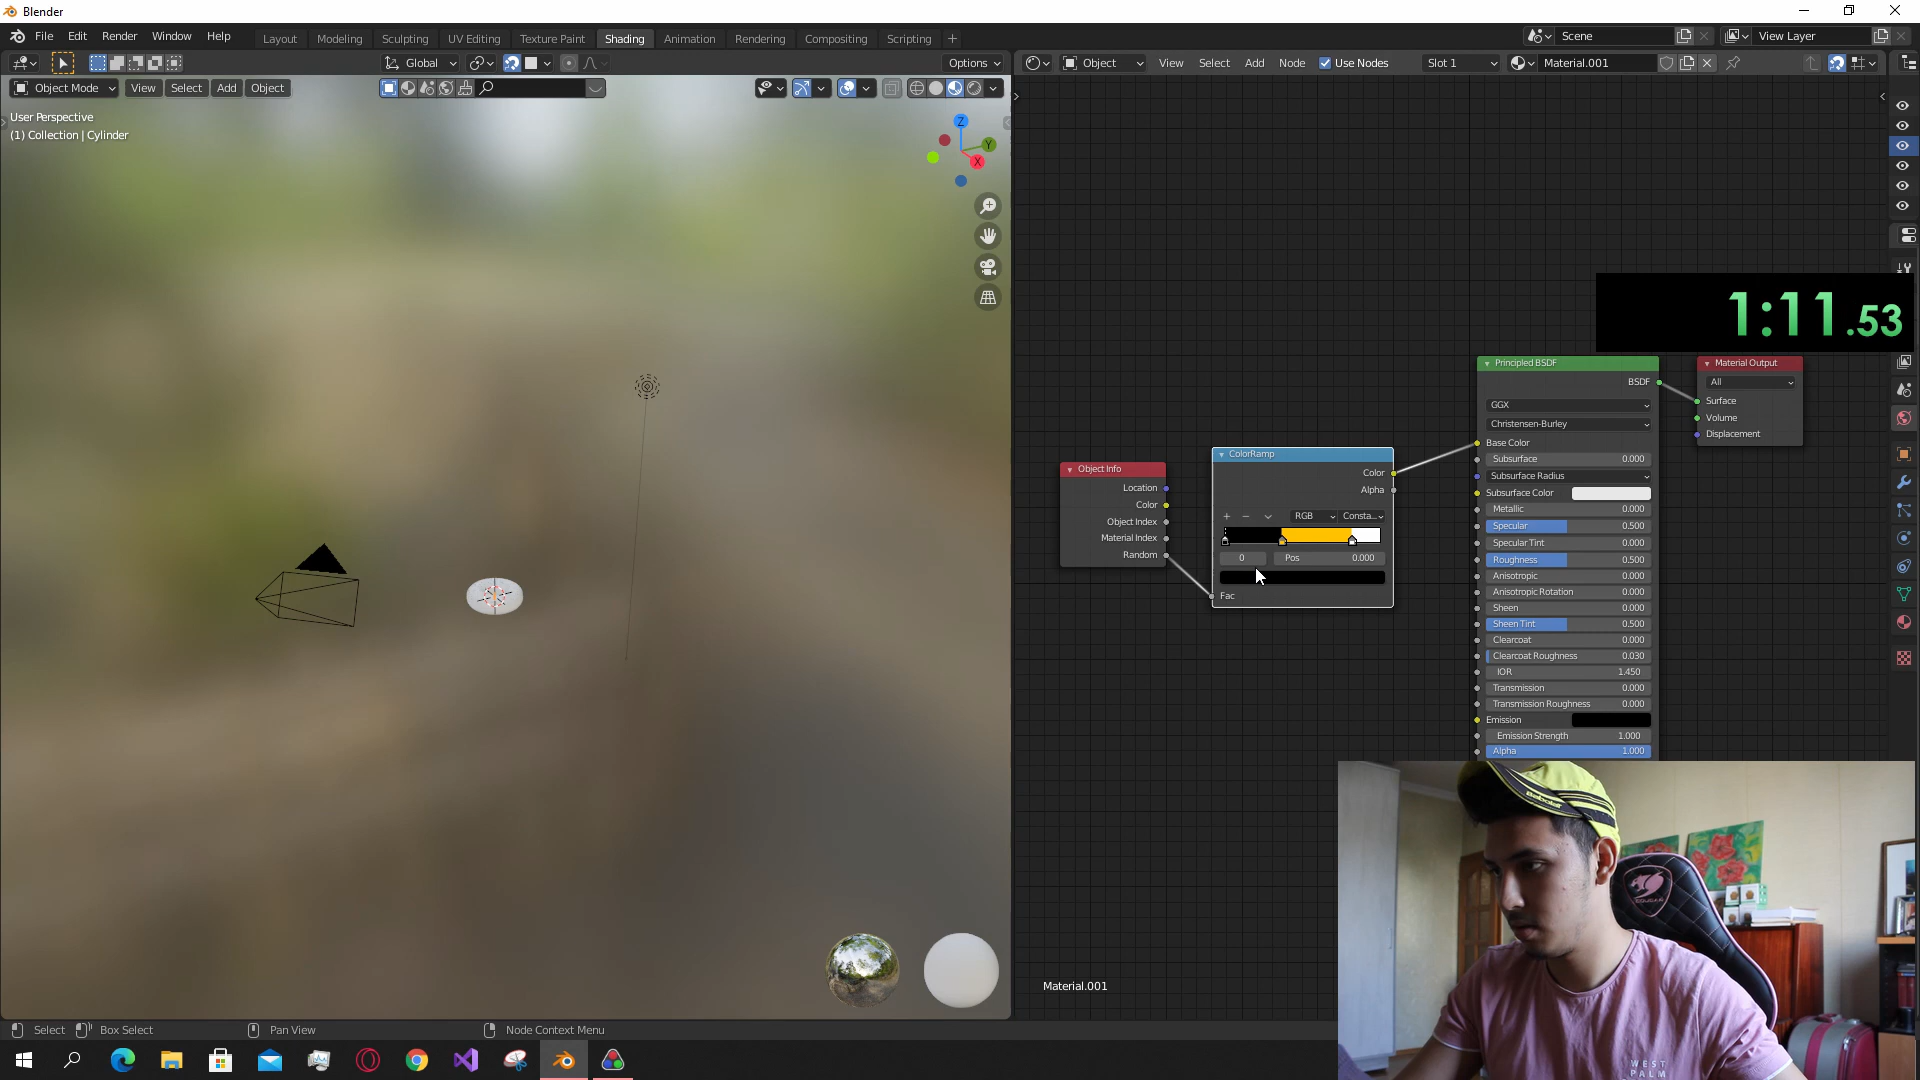 Blender
File Edit Render Window Help
Layout Modeling Sculpting UV Editing Texture Paint Shading Animation Rendering Compositing Scripting +
Scene
View Layer
Global
Options
Object
View Select Add Node Use Nodes
Slot 1
Material.001
Object Mode View Select Add Object
User Perspective
(1) Collection | Cylinder
Z
Y
X
1:11.53
Principled BSDF
BSDF
GGX
Christensen-Burley
Base Color
Subsurface 0.000
Subsurface Radius
Subsurface Color
Metallic 0.000
Specular 0.500
Specular Tint 0.000
Roughness 0.500
Anisotropic 0.000
Anisotropic Rotation 0.000
Sheen 0.000
Sheen Tint 0.500
Clearcoat 0.000
Clearcoat Roughness 0.030
IOR 1.450
Transmission 0.000
Transmission Roughness 0.000
Emission
Emission Strength 1.000
Alpha 1.000
Material Output
All
Surface
Volume
Displacement
Object Info
Location
Color
Object Index
Material Index
Random
ColorRamp
Color
Alpha
+ − RGB Consta..
0 Pos 0.000
Fac
Material.001
Select Box Select Pan View Node Context Menu
Babolat
COUGAR
WEST
PALM